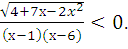 √(4+7x-2x²) / ((x-1)(x-6)) < 0.